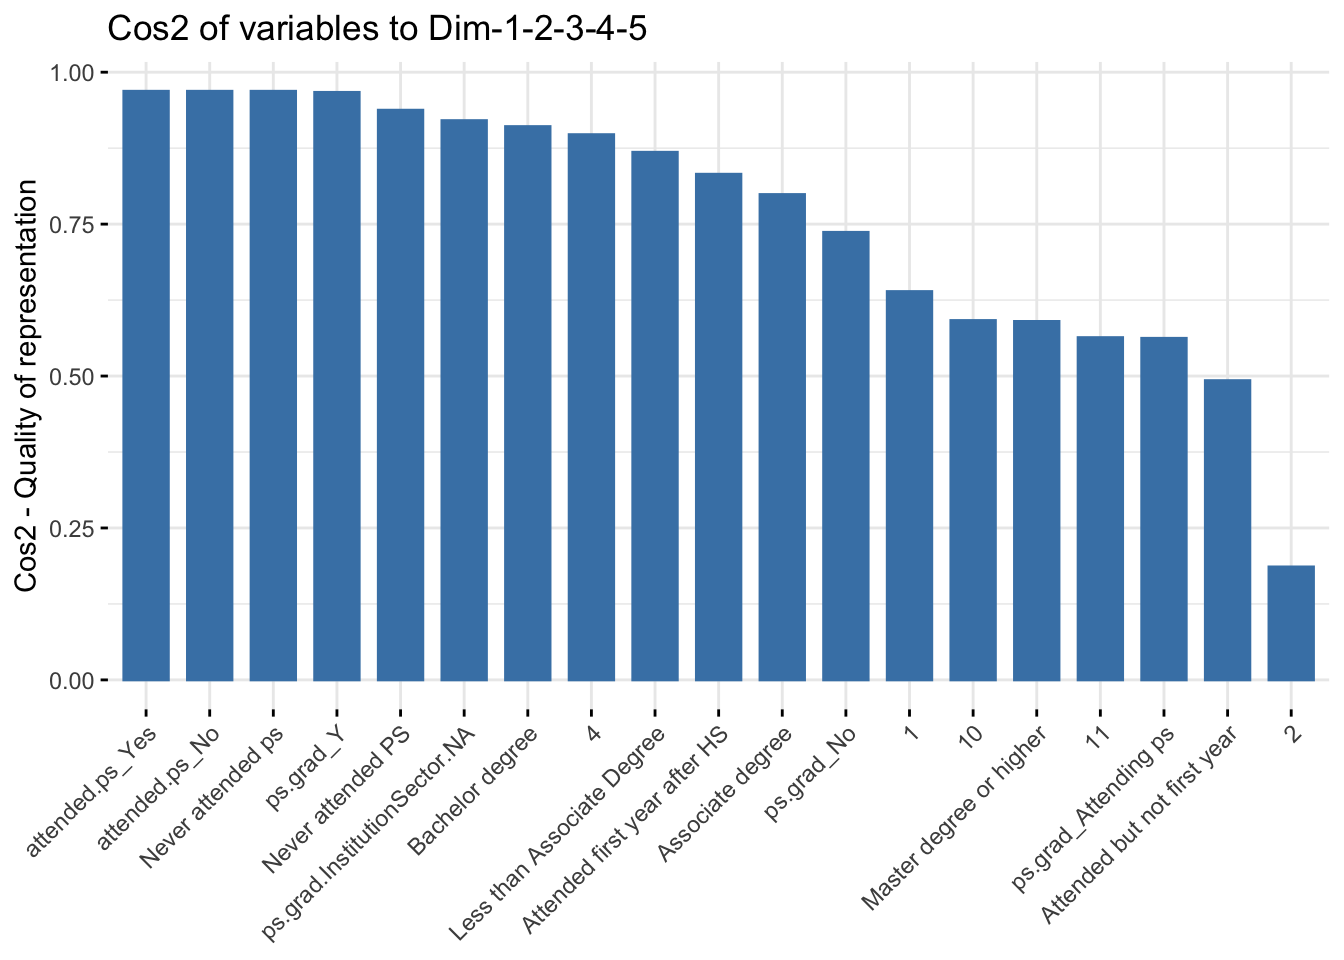 Cos2 of variables to Dim-1-2-3-4-5
Cos2 - Quality of representation
1.00
0.75
0.50
0.25
0.00
attended.ps_Yes
attended.ps_No
Never attended ps
ps.grad_Y
Never attended PS
ps.grad.InstitutionSector.NA
Bachelor degree
4
Less than Associate Degree
Attended first year after HS
Associate degree
ps.grad_No
1
10
Master degree or higher
11
ps.grad_Attending ps
Attended but not first year
2